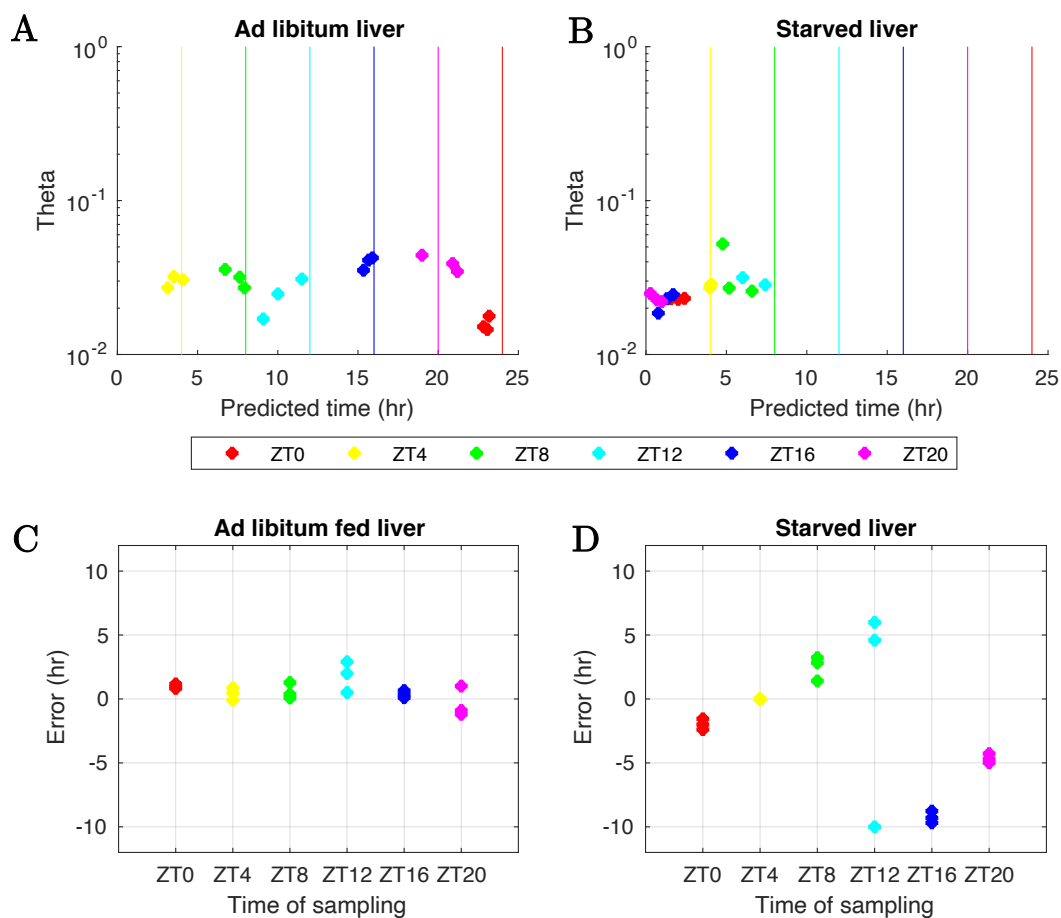 A
Ad libitum liver
10^0
10^-1
10^-2
Theta
0 5 10 15 20 25
Predicted time (hr)
B
Starved liver
10^0
10^-1
10^-2
Theta
0 5 10 15 20 25
Predicted time (hr)
ZT0 ZT4 ZT8 ZT12 ZT16 ZT20
C
Ad libitum fed liver
10
5
0
-5
-10
Error (hr)
ZT0 ZT4 ZT8 ZT12 ZT16 ZT20
Time of sampling
D
Starved liver
10
5
0
-5
-10
Error (hr)
ZT0 ZT4 ZT8 ZT12 ZT16 ZT20
Time of sampling